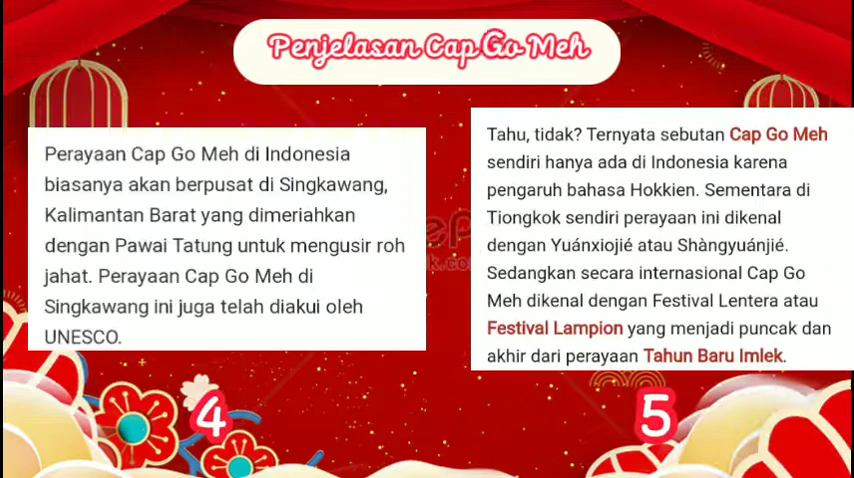 Penjelasan Cap Go Meh
Perayaan Cap Go Meh di Indonesia
biasanya akan berpusat di Singkawang,
Kalimantan Barat yang dimeriahkan
dengan Pawai Tatung untuk mengusir roh
jahat. Perayaan Cap Go Meh di
Singkawang ini juga telah diakui oleh
UNESCO.
4
Tahu, tidak? Ternyata sebutan Cap Go Meh
sendiri hanya ada di Indonesia karena
pengaruh bahasa Hokkien. Sementara di
Tiongkok sendiri perayaan ini dikenal
dengan Yuánxiojié atau Shàngyuánjié.
Sedangkan secara internasional Cap Go
Meh dikenal dengan Festival Lentera atau
Festival Lampion yang menjadi puncak dan
akhir dari perayaan Tahun Baru Imlek.
5